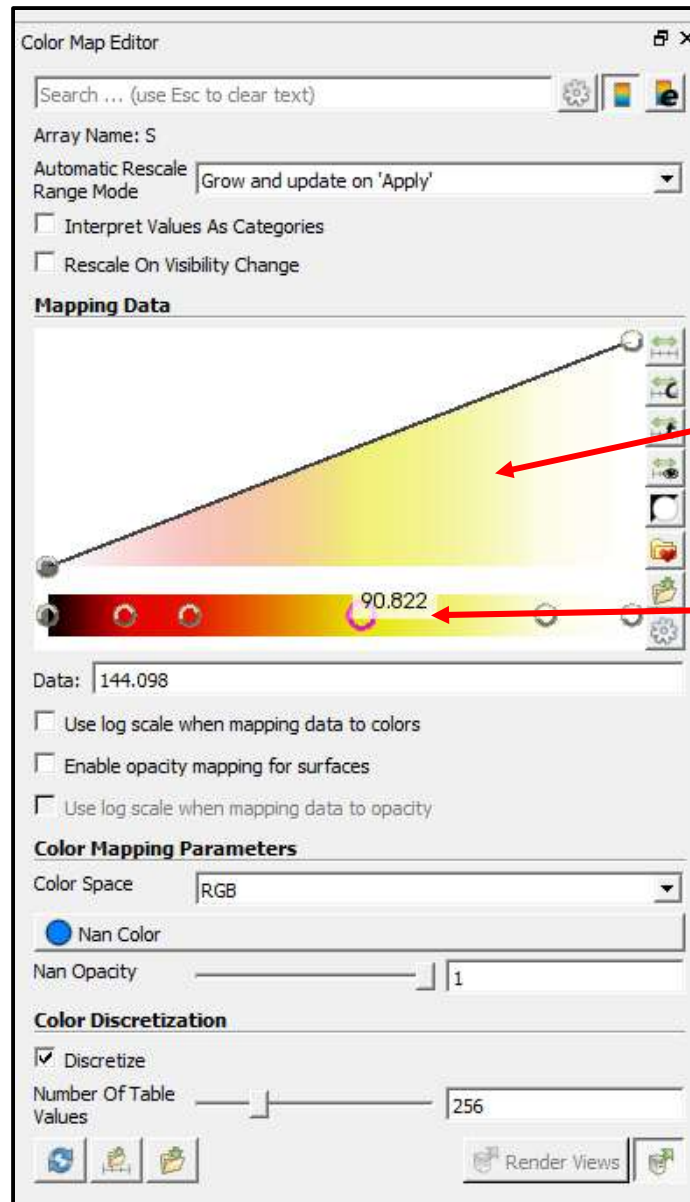 Color Map Editor
Search ... (use Esc to clear text)
Array Name: S
Automatic Rescale
Range Mode
Grow and update on 'Apply'
Interpret Values As Categories
Rescale On Visibility Change
Mapping Data
90.822
Data: 144.098
Use log scale when mapping data to colors
Enable opacity mapping for surfaces
Use log scale when mapping data to opacity
Color Mapping Parameters
Color Space
RGB
Nan Color
Nan Opacity
1
Color Discretization
Discretize
Number Of Table
Values
256
Render Views